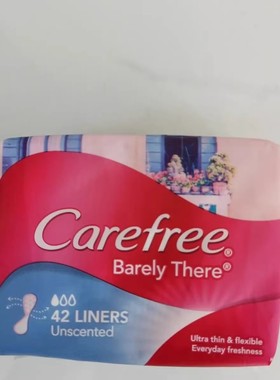 Carefree®
Barely There®
42 LINERS
Unscented
Ultra thin & flexible
Everyday freshness